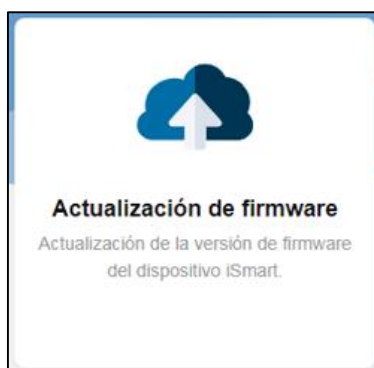 Actualización de firmware
Actualización de la versión de firmware
del dispositivo iSmart.